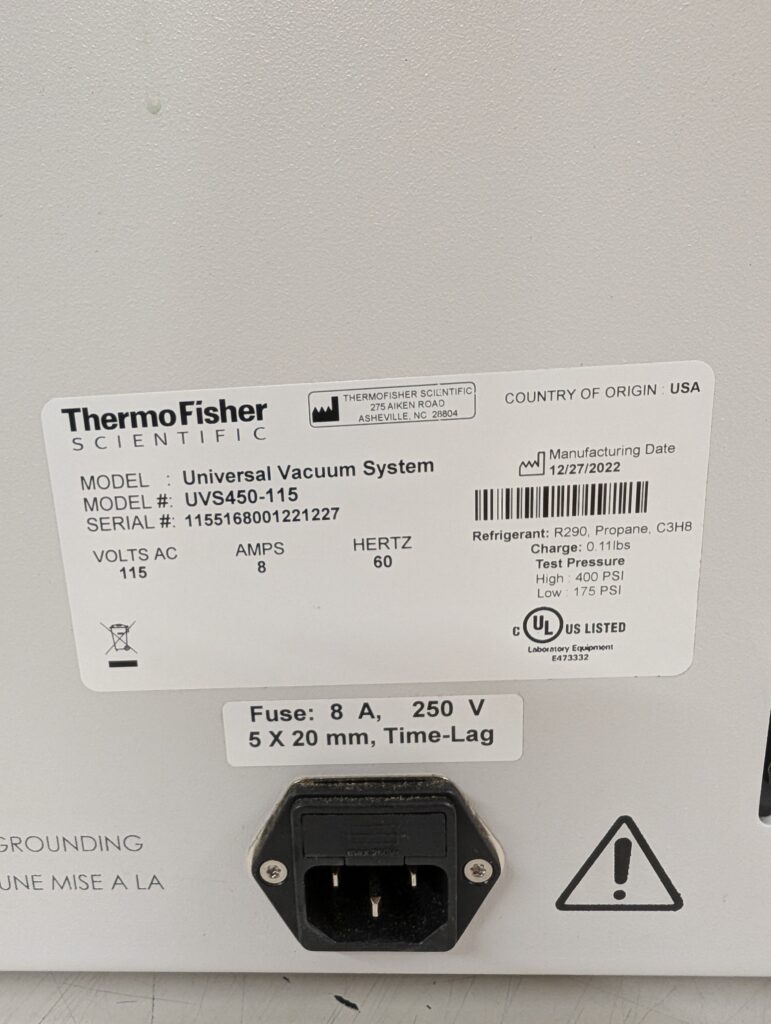 ThermoFisher
SCIENTIFIC
THERMOFISHER SCIENTIFIC
275 AIKEN ROAD
ASHEVILLE, NC 28804
COUNTRY OF ORIGIN : USA
MODEL : Universal Vacuum System
MODEL #: UVS450-115
SERIAL #: 1155168001221227
VOLTS AC
115
AMPS
8
HERTZ
60
Manufacturing Date
12/27/2022
Refrigerant: R290, Propane, C3H8
Charge: 0.11lbs
Test Pressure
High : 400 PSI
Low : 175 PSI
C UL US LISTED
Laboratory Equipment
E473332
Fuse: 8 A, 250 V
5 X 20 mm, Time-Lag
GROUNDING
UNE MISE A LA